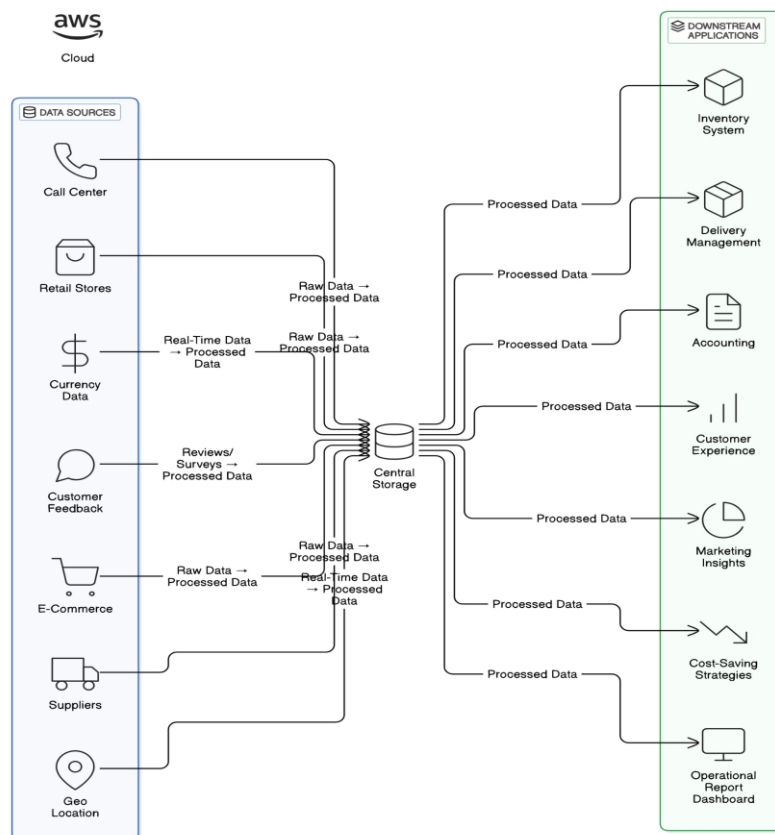 aws
Cloud
DATA SOURCES
Call Center
Retail Stores
Currency
Data
Customer
Feedback
E-Commerce
Suppliers
Geo
Location
Raw Data →
Processed Data
Raw Data →
Processed Data
Real-Time Data
→ Processed
Data
Reviews/
Surveys →
Processed Data
Raw Data →
Processed Data
Raw Data →
Processed Data
Real-Time Data
→ Processed
Data
Central
Storage
Processed Data
Processed Data
Processed Data
Processed Data
Processed Data
Processed Data
Processed Data
DOWNSTREAM
APPLICATIONS
Inventory
System
Delivery
Management
Accounting
Customer
Experience
Marketing
Insights
Cost-Saving
Strategies
Operational
Report
Dashboard